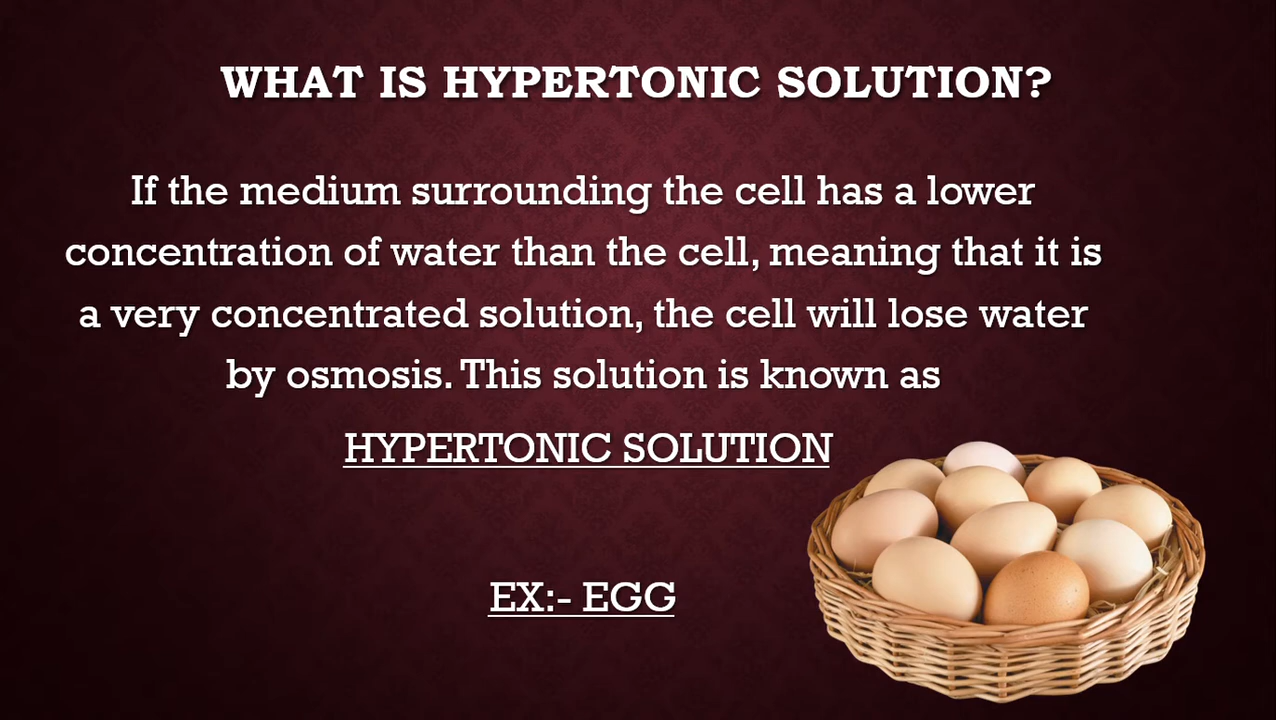 WHAT IS HYPERTONIC SOLUTION?
If the medium surrounding the cell has a lower
concentration of water than the cell, meaning that it is
a very concentrated solution, the cell will lose water
by osmosis. This solution is known as
HYPERTONIC SOLUTION
EX:- EGG